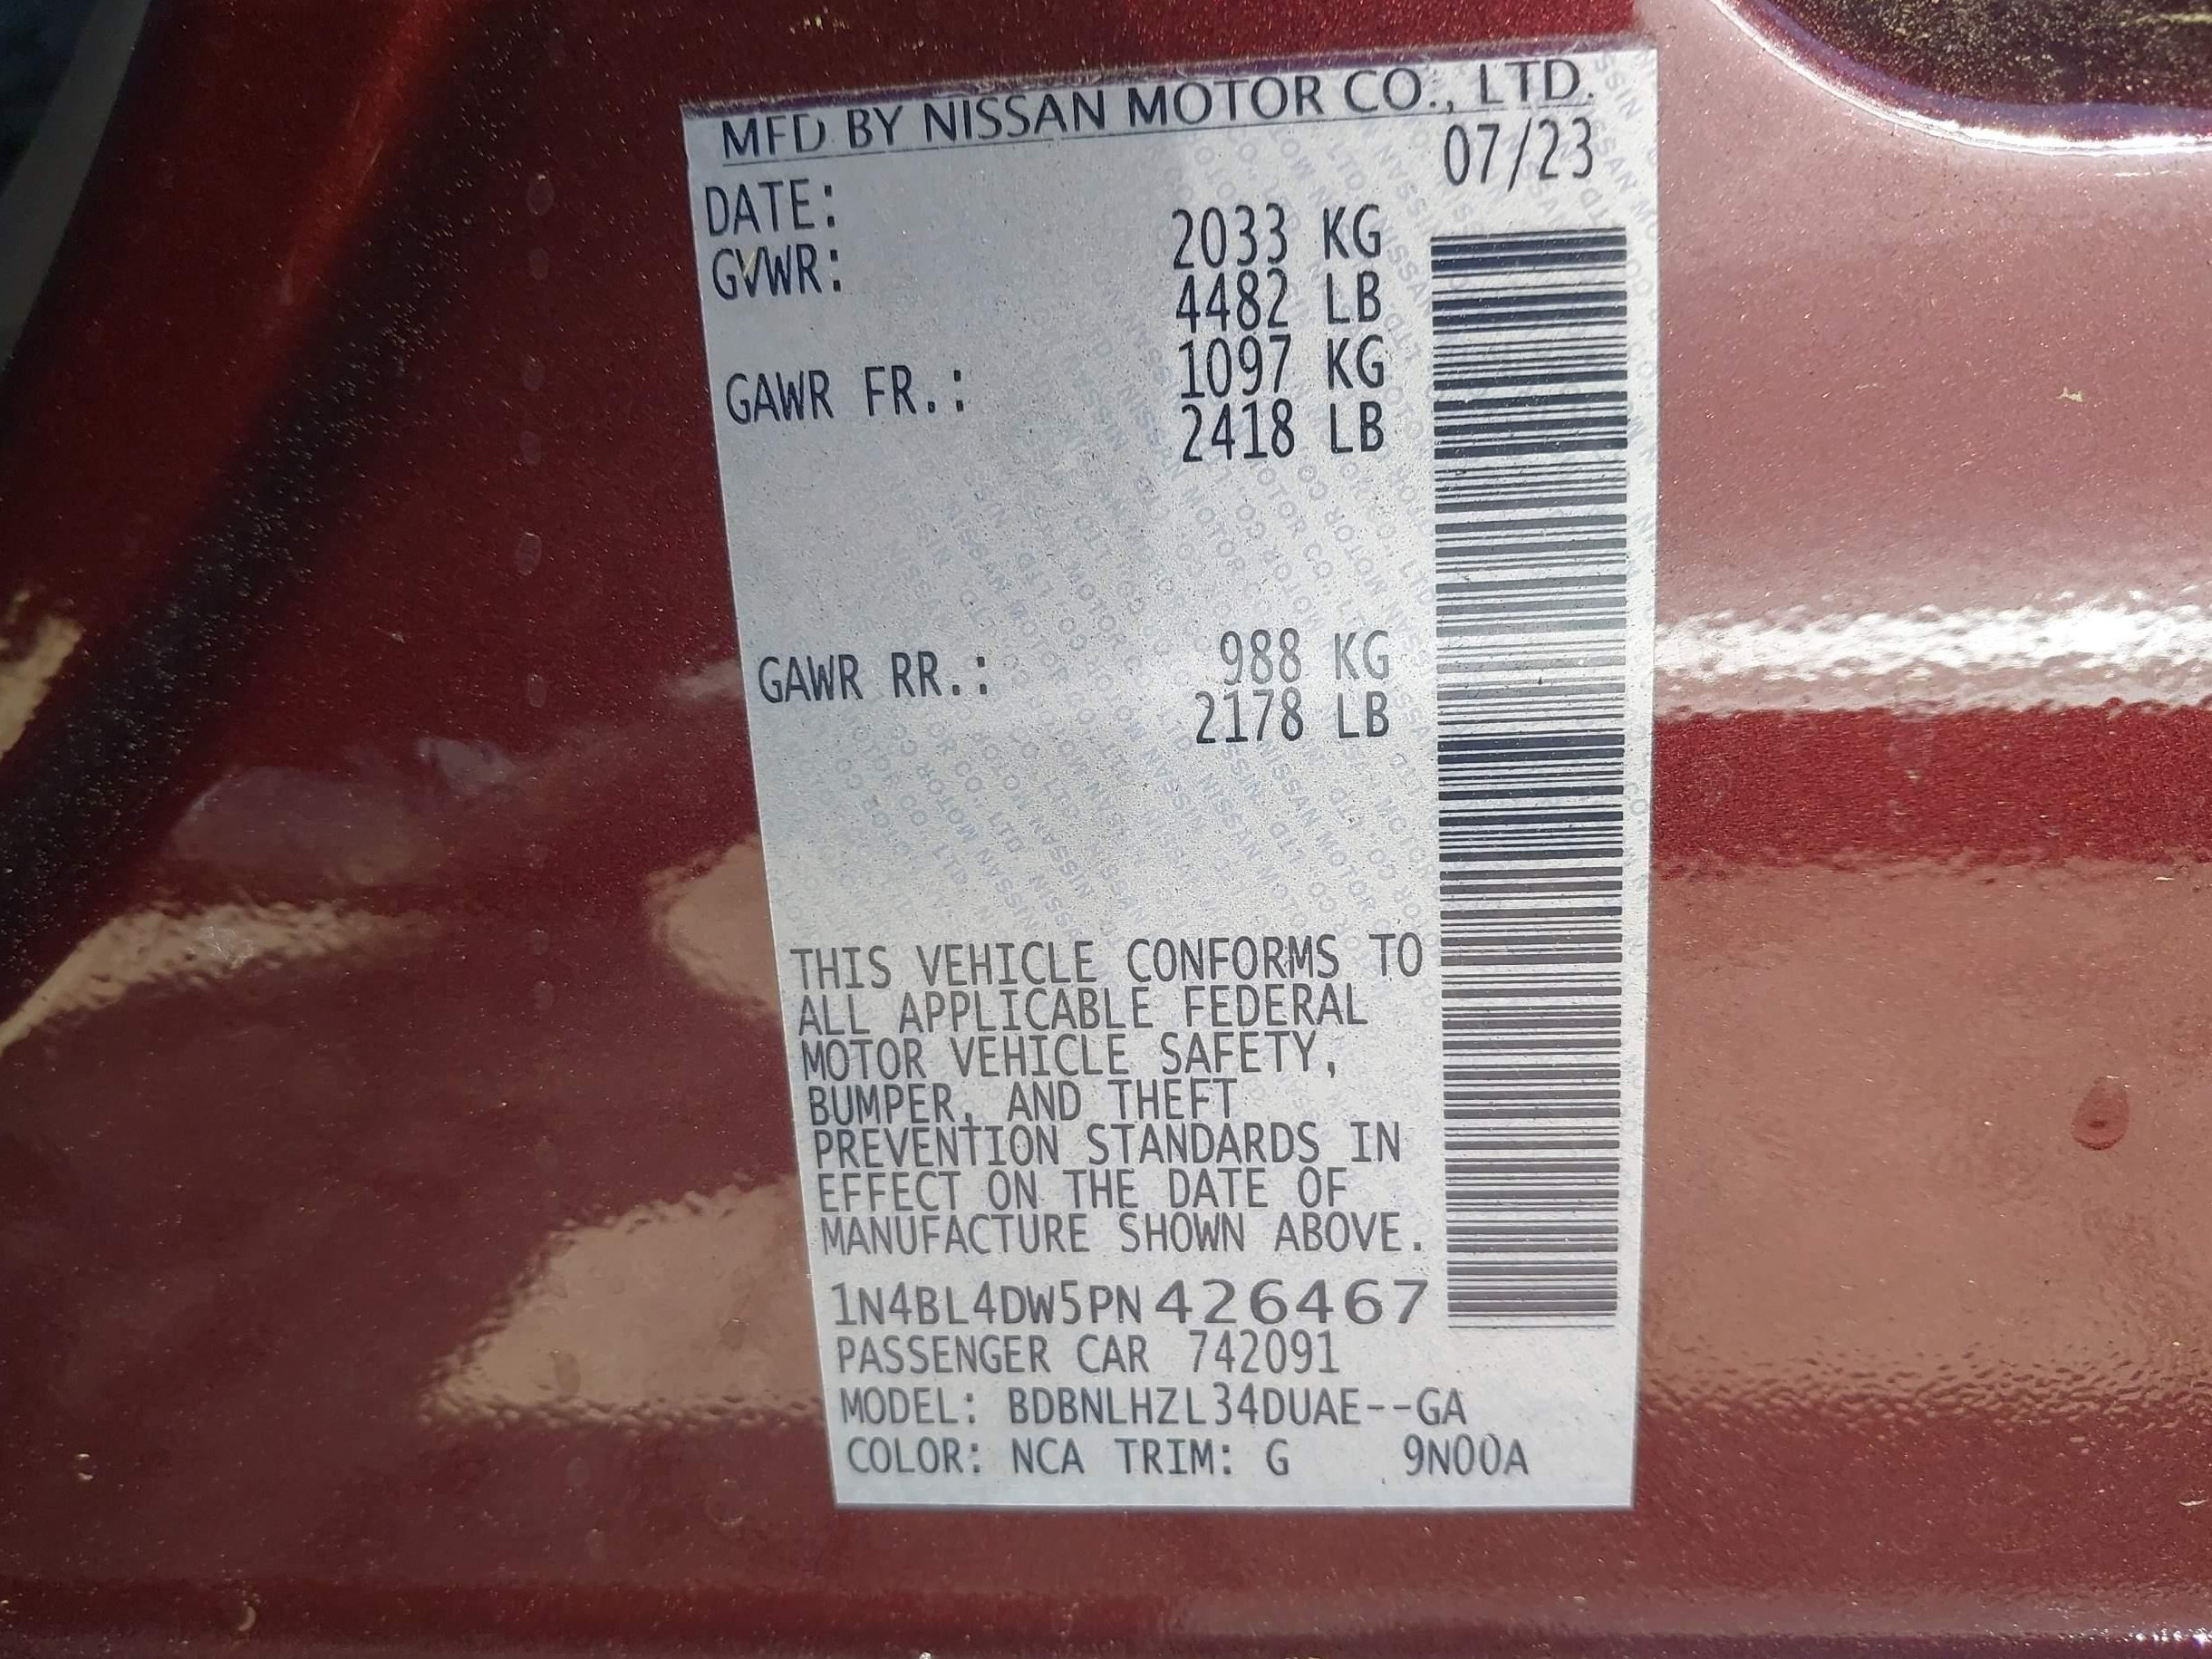 MFD BY NISSAN MOTOR CO., LTD.
DATE: 07/23
GVWR: 2033 KG
4482 LB
GAWR FR.: 1097 KG
2418 LB
GAWR RR.: 988 KG
2178 LB
THIS VEHICLE CONFORMS TO
ALL APPLICABLE FEDERAL
MOTOR VEHICLE SAFETY,
BUMPER, AND THEFT
PREVENTION STANDARDS IN
EFFECT ON THE DATE OF
MANUFACTURE SHOWN ABOVE.
1N4BL4DW5PN426467
PASSENGER CAR 742091
MODEL: BDBNLHZL34DUAE--GA
COLOR: NCA TRIM: G 9N00A